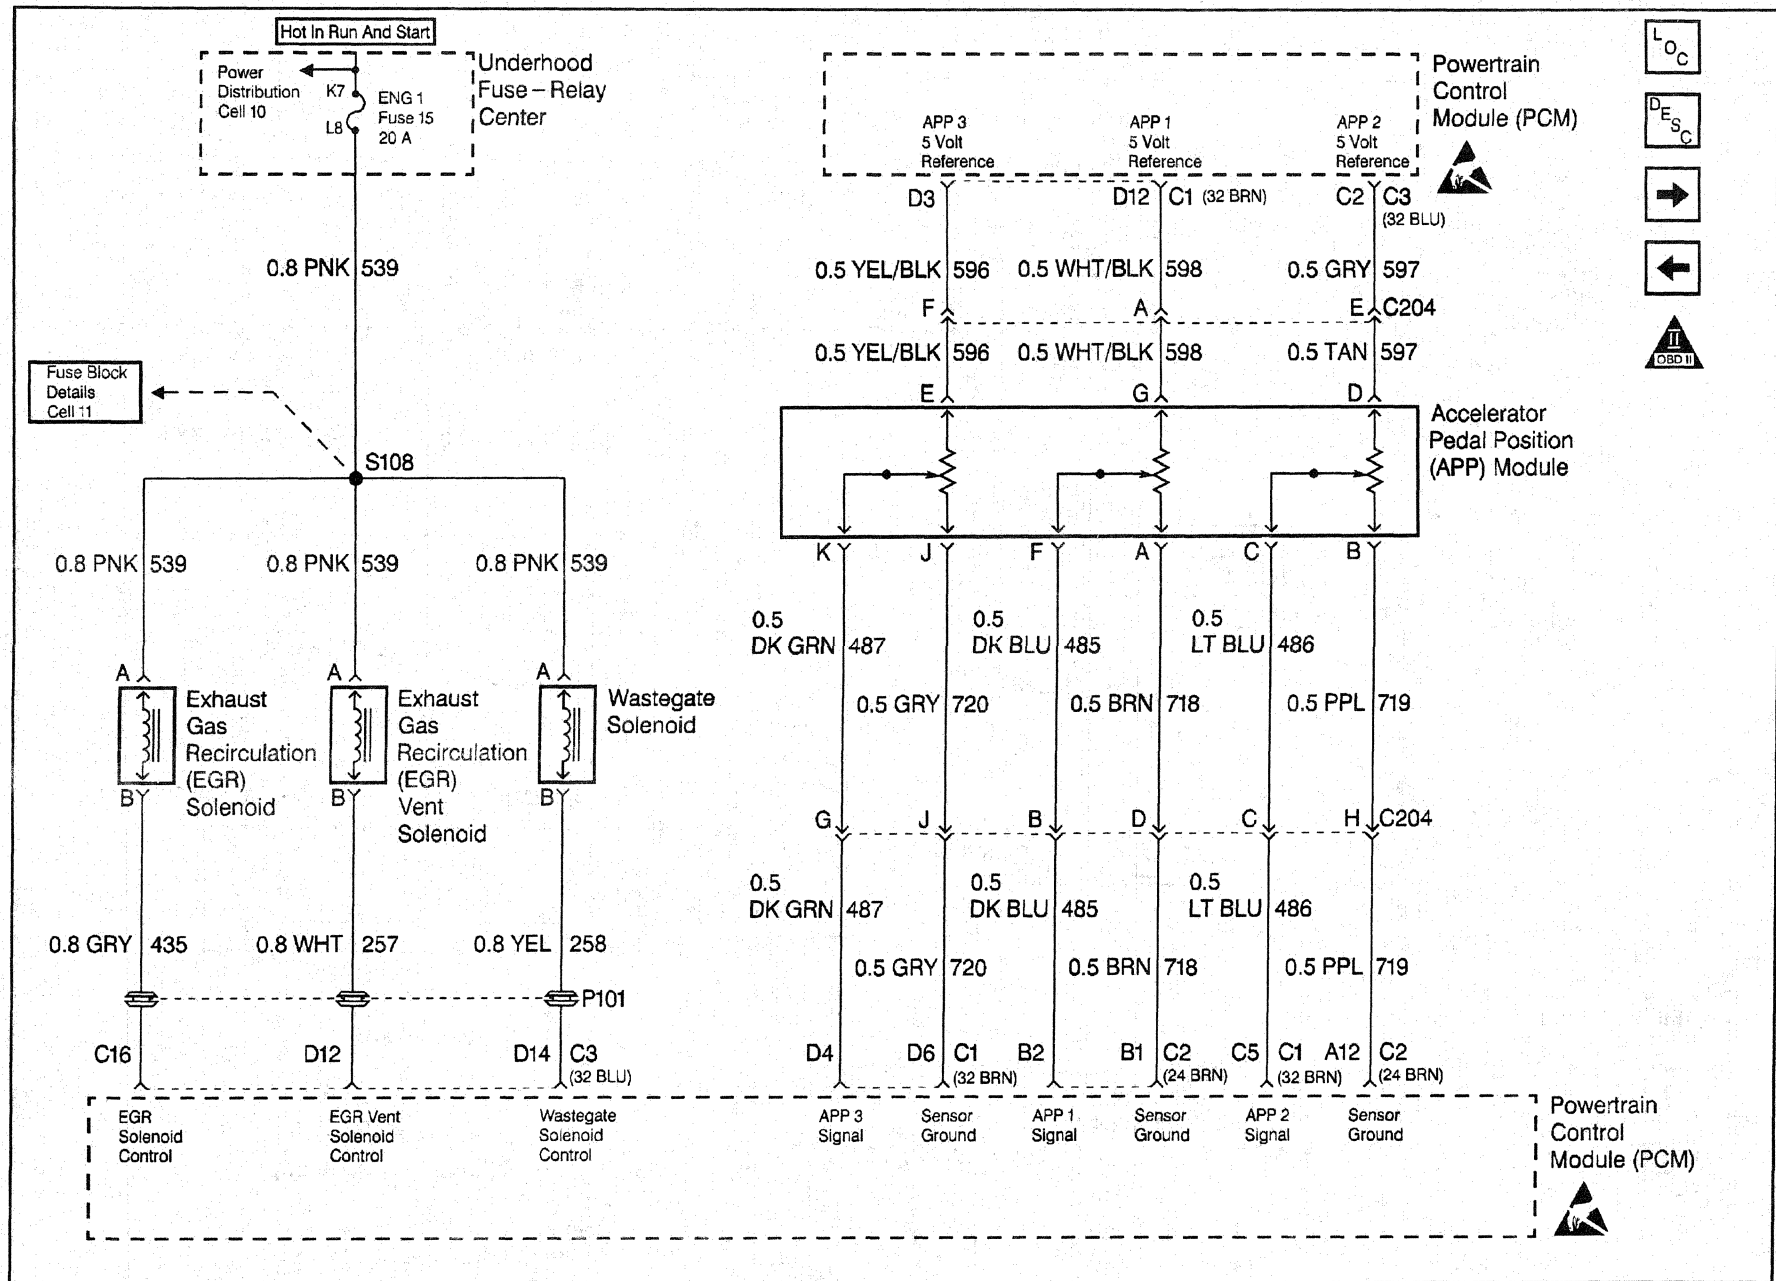 Hot In Run And Start
Underhood
Fuse – Relay
Center
Power
Distribution
Cell 10
K7
L8
ENG 1
Fuse 15
20 A
0.8 PNK 539
Fuse Block
Details
Cell 11
S108
0.8 PNK 539
0.8 PNK 539
0.8 PNK 539
A
A
A
Exhaust
Gas
Recirculation
(EGR)
Solenoid
Exhaust
Gas
Recirculation
(EGR)
Vent
Solenoid
Wastegate
Solenoid
B
B
B
0.8 GRY 435
0.8 WHT 257
0.8 YEL 258
P101
C16
D12
D14 C3
(32 BLU)
EGR
Solenoid
Control
EGR Vent
Solenoid
Control
Wastegate
Solenoid
Control
Powertrain
Control
Module (PCM)
APP 3
5 Volt
Reference
APP 1
5 Volt
Reference
APP 2
5 Volt
Reference
D3
D12 C1 (32 BRN)
C2 C3
(32 BLU)
0.5 YEL/BLK 596
0.5 WHT/BLK 598
0.5 GRY 597
F
A
E C204
0.5 YEL/BLK 596
0.5 WHT/BLK 598
0.5 TAN 597
E
G
D
Accelerator
Pedal Position
(APP) Module
K
J
F
A
C
B
0.5
DK GRN 487
0.5
DK BLU 485
0.5
LT BLU 486
0.5 GRY 720
0.5 BRN 718
0.5 PPL 719
G
J
B
D
C
H C204
0.5
DK GRN 487
0.5
DK BLU 485
0.5
LT BLU 486
0.5 GRY 720
0.5 BRN 718
0.5 PPL 719
D4
D6 C1
(32 BRN)
B2
B1 C2
(24 BRN)
C5 C1
(32 BRN)
A12 C2
(24 BRN)
APP 3
Signal
Sensor
Ground
APP 1
Signal
Sensor
Ground
APP 2
Signal
Sensor
Ground
Powertrain
Control
Module (PCM)
LOC
DESC
II
OBD II